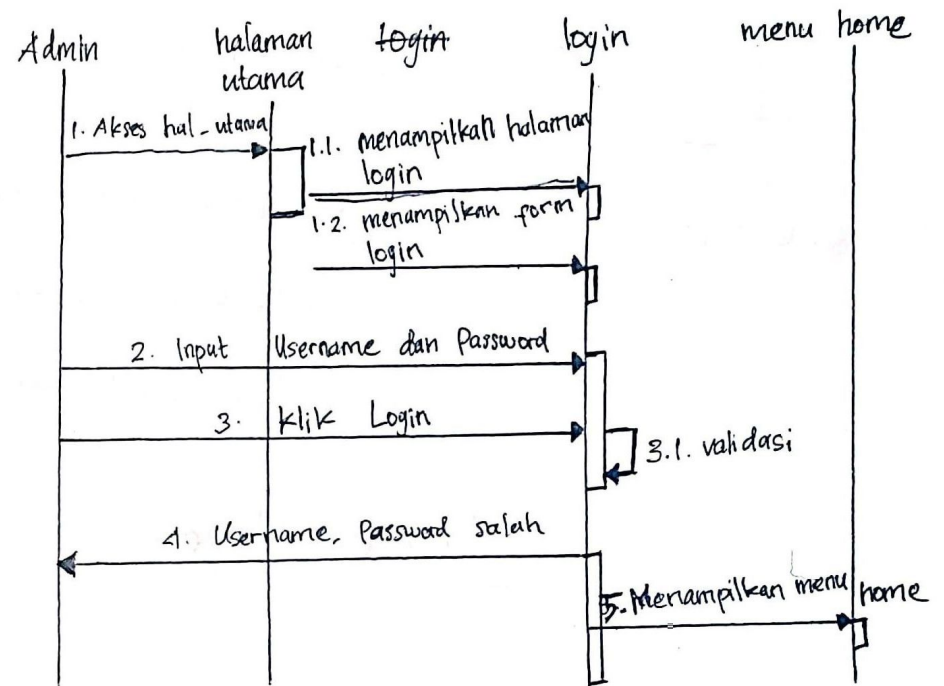 Admin
halaman
utama
login
login
menu home
1. Akses hal-utama
1.1. menampilkan halaman
login
1.2. menampilkan form
login
2. Input Username dan Password
3. Klik Login
3.1. validasi
4. Username, Password salah
5. Menampilkan menu home